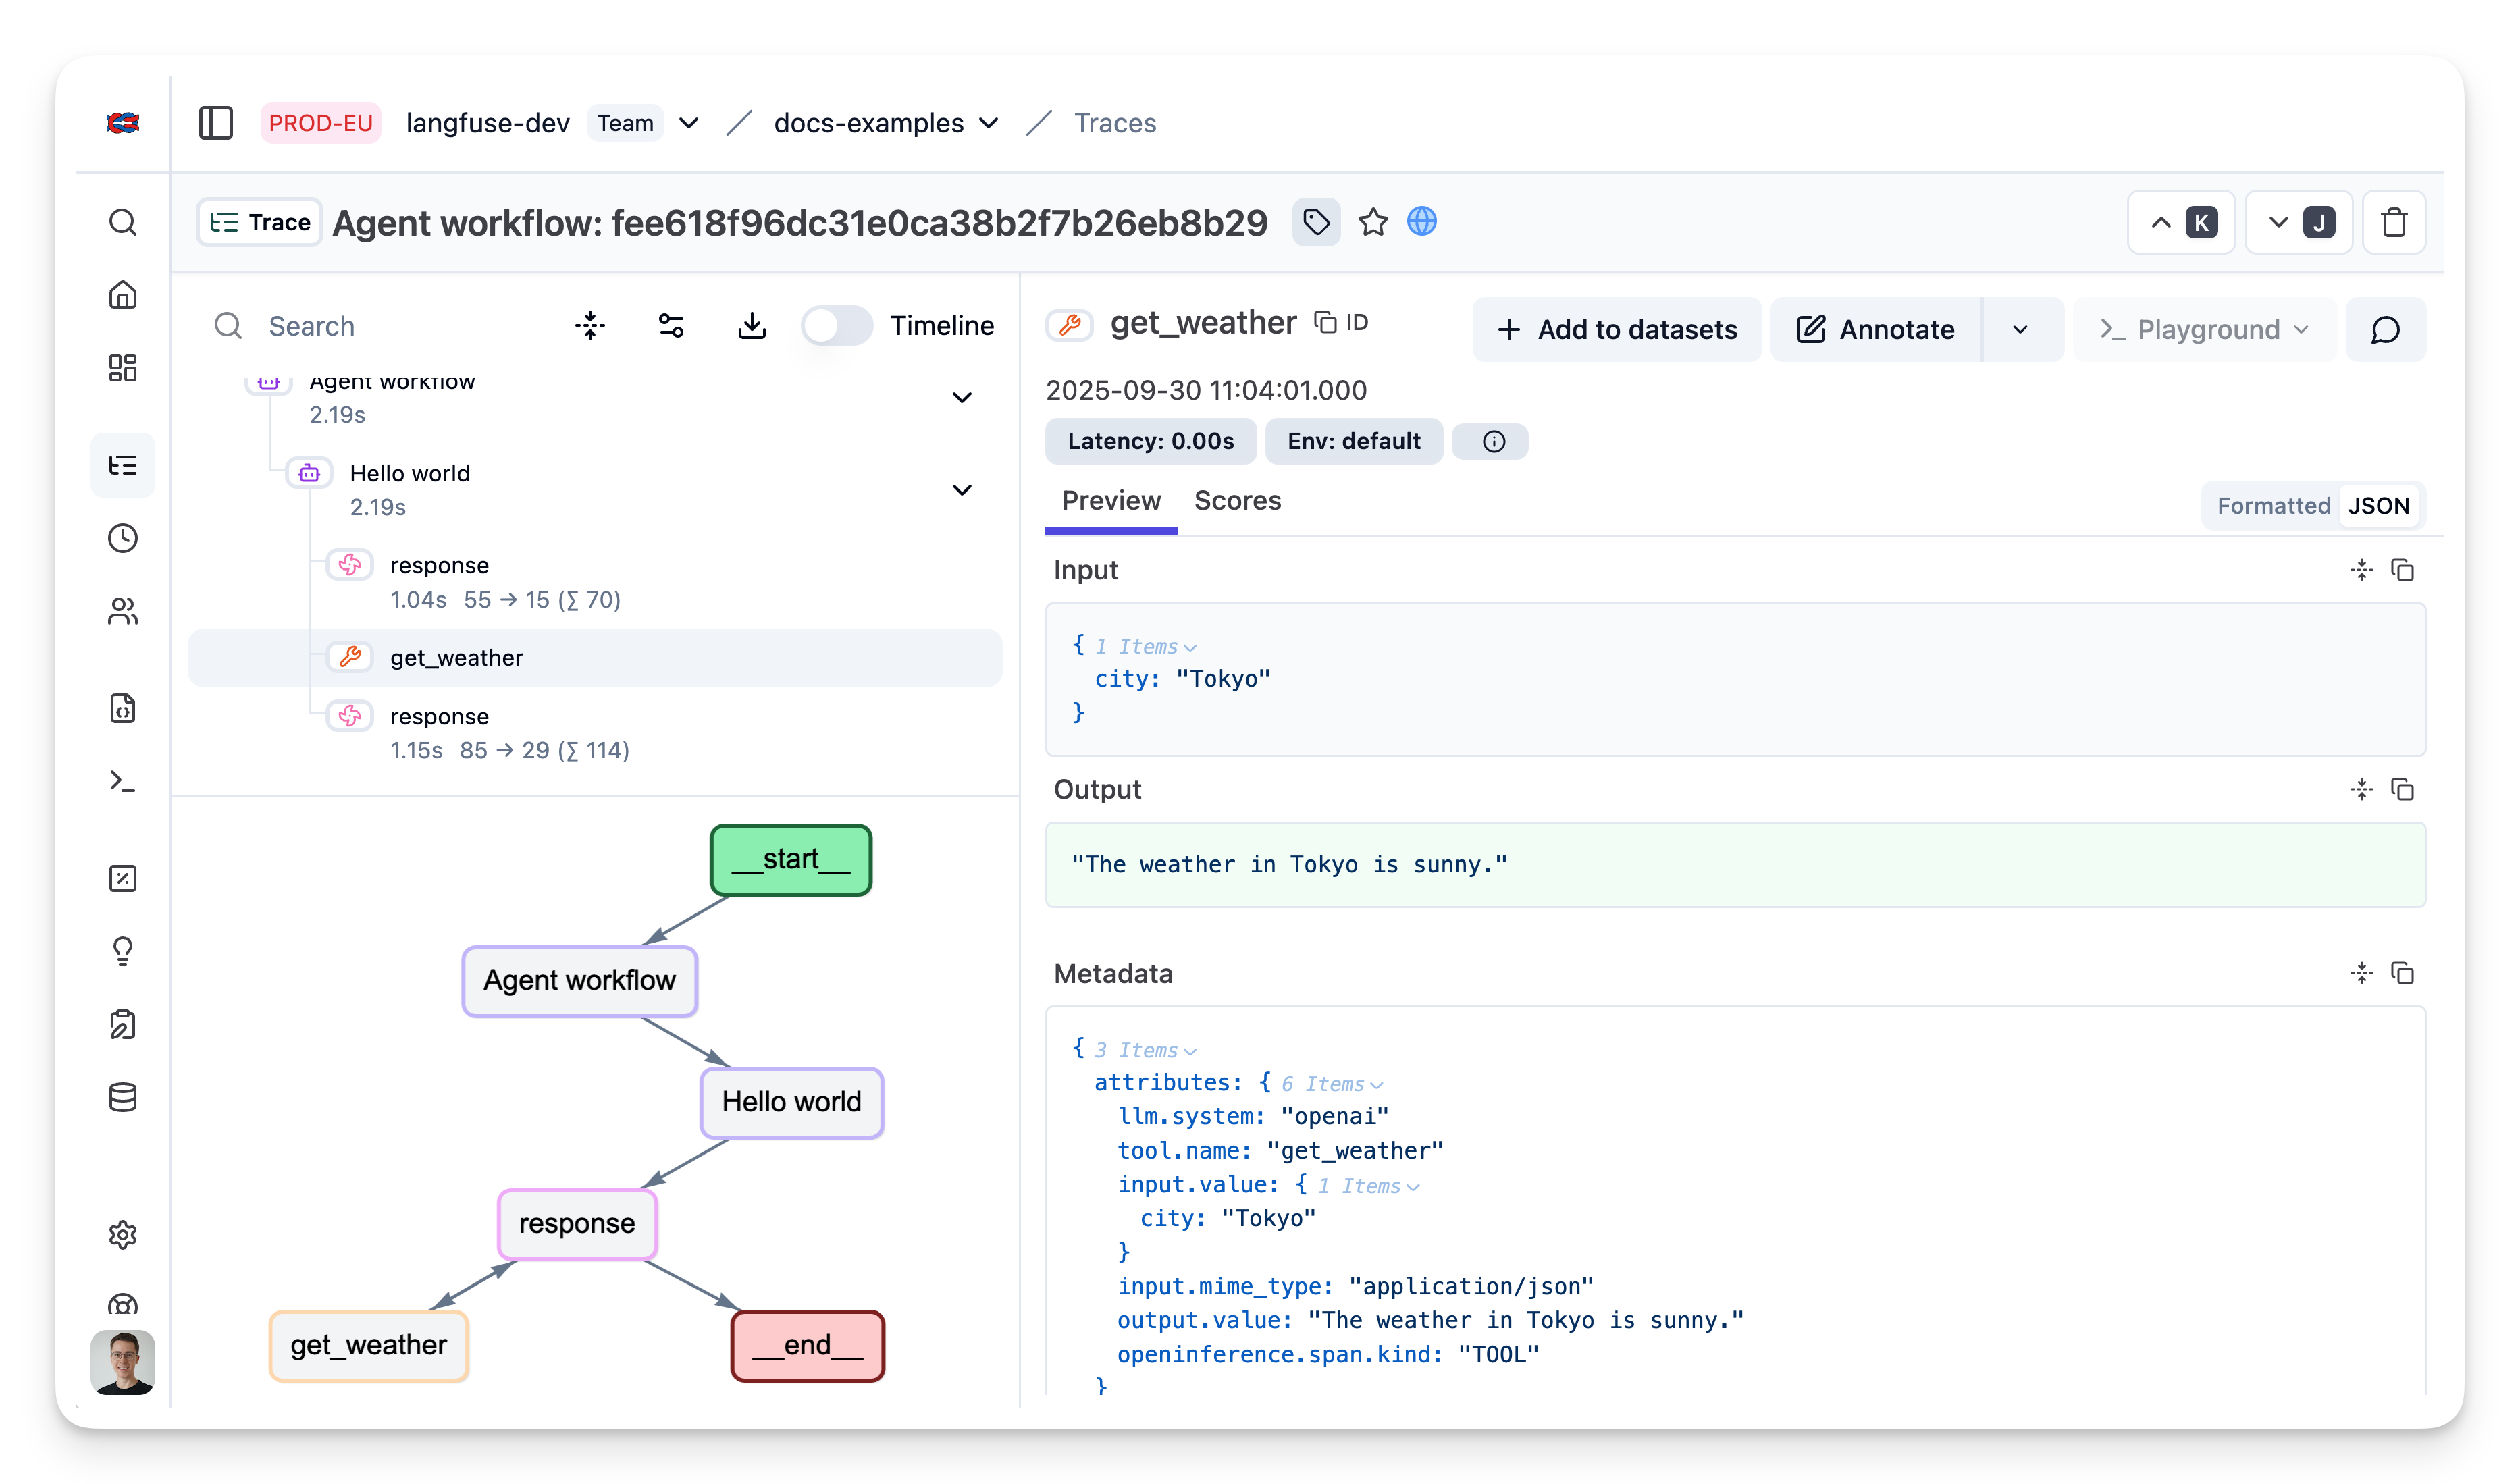 PROD-EU langfuse-dev Team docs-examples Traces
Trace Agent workflow: fee618f96dc31e0ca38b2f7b26eb8b29
K
J
Search
Timeline
Agent workflow
2.19s
Hello world
2.19s
response
1.04s 55 → 15 (∑ 70)
get_weather
response
1.15s 85 → 29 (∑ 114)
__start__
Agent workflow
Hello world
response
get_weather
__end__
get_weather ID
Add to datasets
Annotate
Playground
2025-09-30 11:04:01.000
Latency: 0.00s Env: default
Preview Scores
Formatted JSON
Input
{ 1 Items
city: "Tokyo"
}
Output
"The weather in Tokyo is sunny."
Metadata
{ 3 Items
attributes: { 6 Items
llm.system: "openai"
tool.name: "get_weather"
input.value: { 1 Items
city: "Tokyo"
}
input.mime_type: "application/json"
output.value: "The weather in Tokyo is sunny."
openinference.span.kind: "TOOL"
}